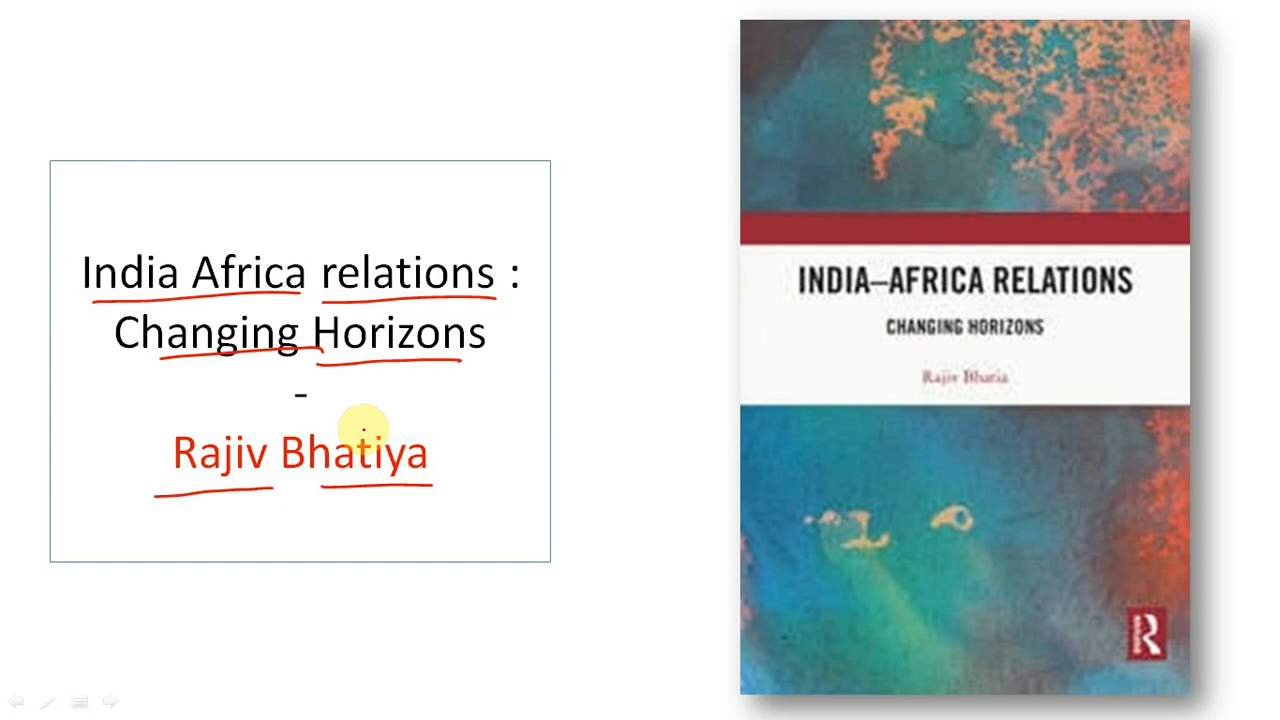 India Africa relations :
Changing Horizons
-
Rajiv Bhatiya
INDIA–AFRICA RELATIONS
CHANGING HORIZONS
Rajiv Bhatia